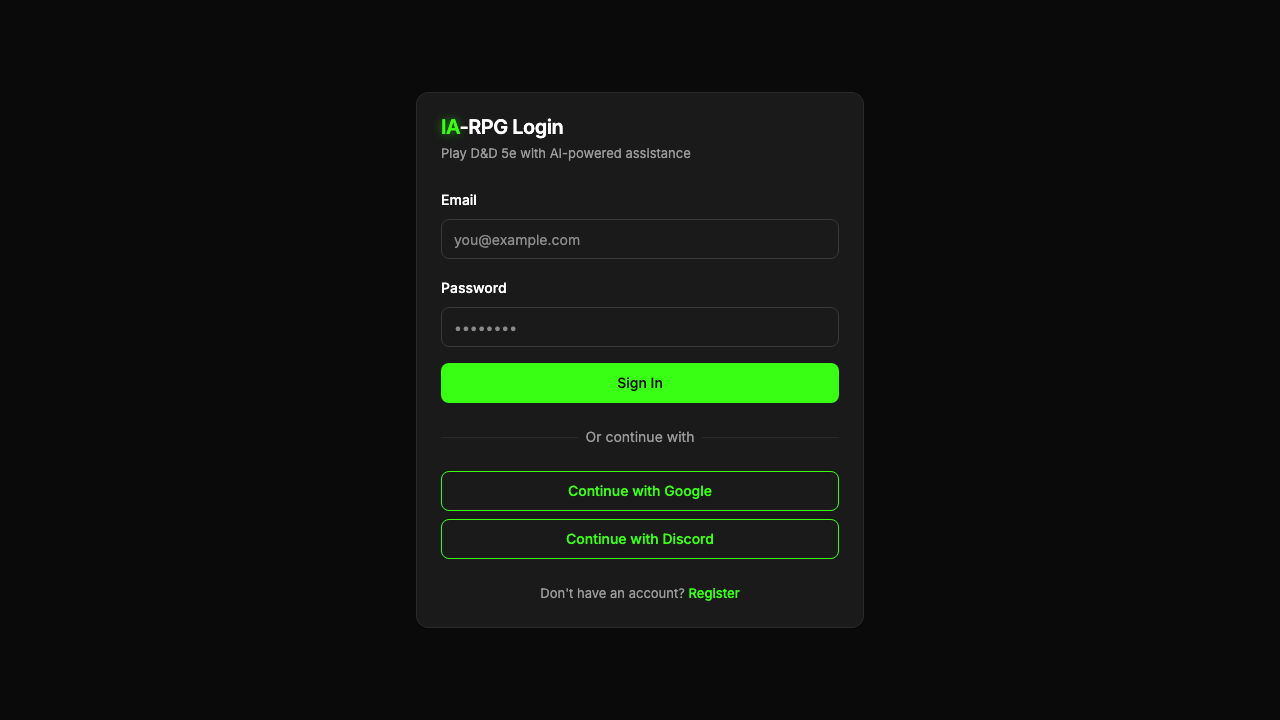 IA-RPG Login
Play D&D 5e with AI-powered assistance
Email
you@example.com
Password
••••••••
Sign In
Or continue with
Continue with Google
Continue with Discord
Don't have an account? Register